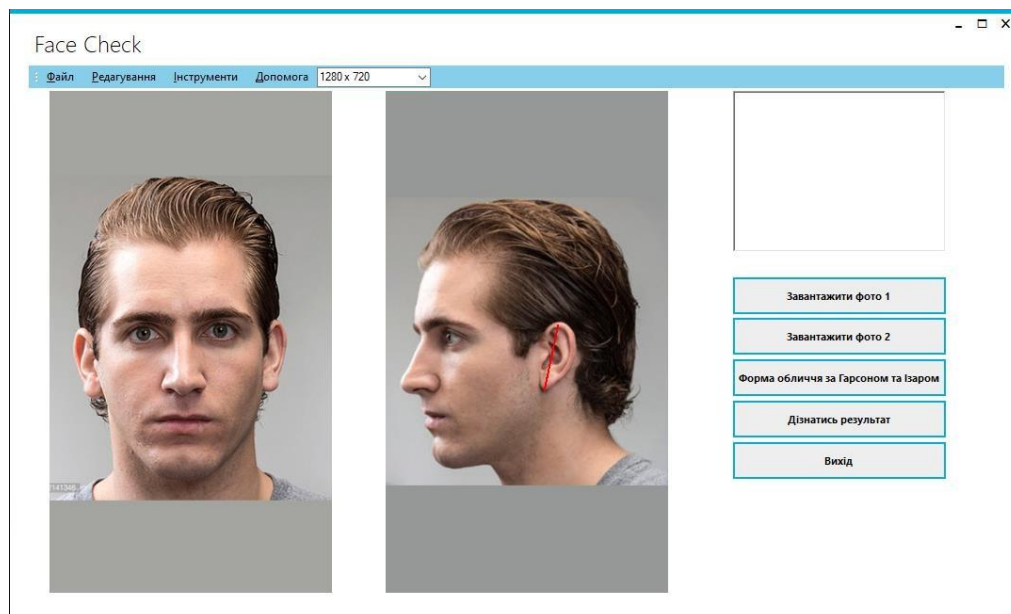 Face Check
Файл Редагування Інструменти Допомога 1280 x 720
Завантажити фото 1
Завантажити фото 2
Форма обличчя за Гарсоном та Ізаром
Дізнатись результат
Вихід